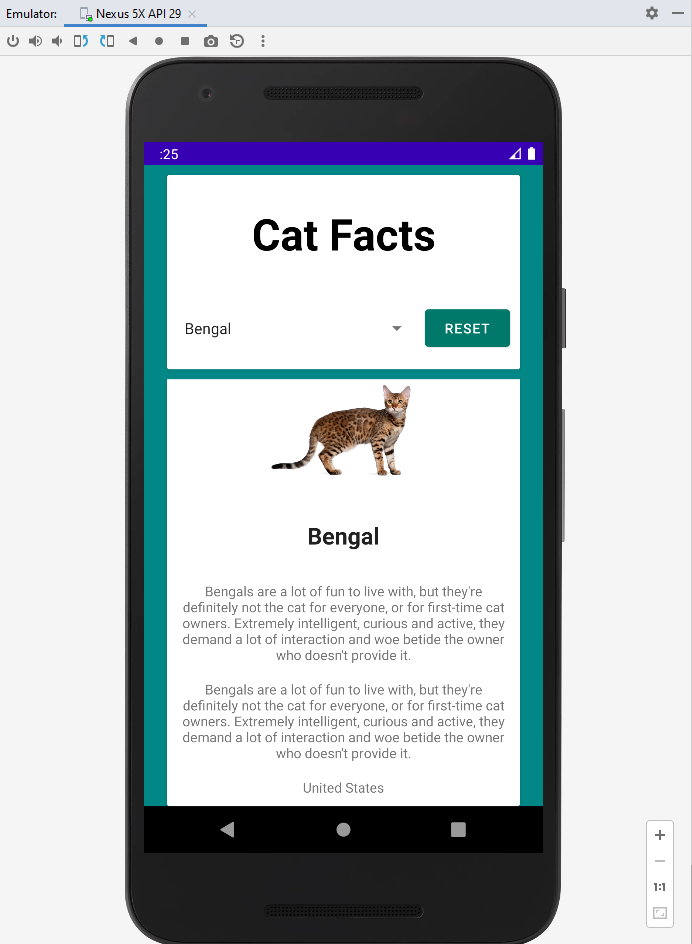 Emulator: Nexus 5X API 29
:25
Cat Facts
Bengal
RESET
Bengal
Bengals are a lot of fun to live with, but they're
definitely not the cat for everyone, or for first-time cat
owners. Extremely intelligent, curious and active, they
demand a lot of interaction and woe betide the owner
who doesn't provide it.
Bengals are a lot of fun to live with, but they're
definitely not the cat for everyone, or for first-time cat
owners. Extremely intelligent, curious and active, they
demand a lot of interaction and woe betide the owner
who doesn't provide it.
United States
1:1